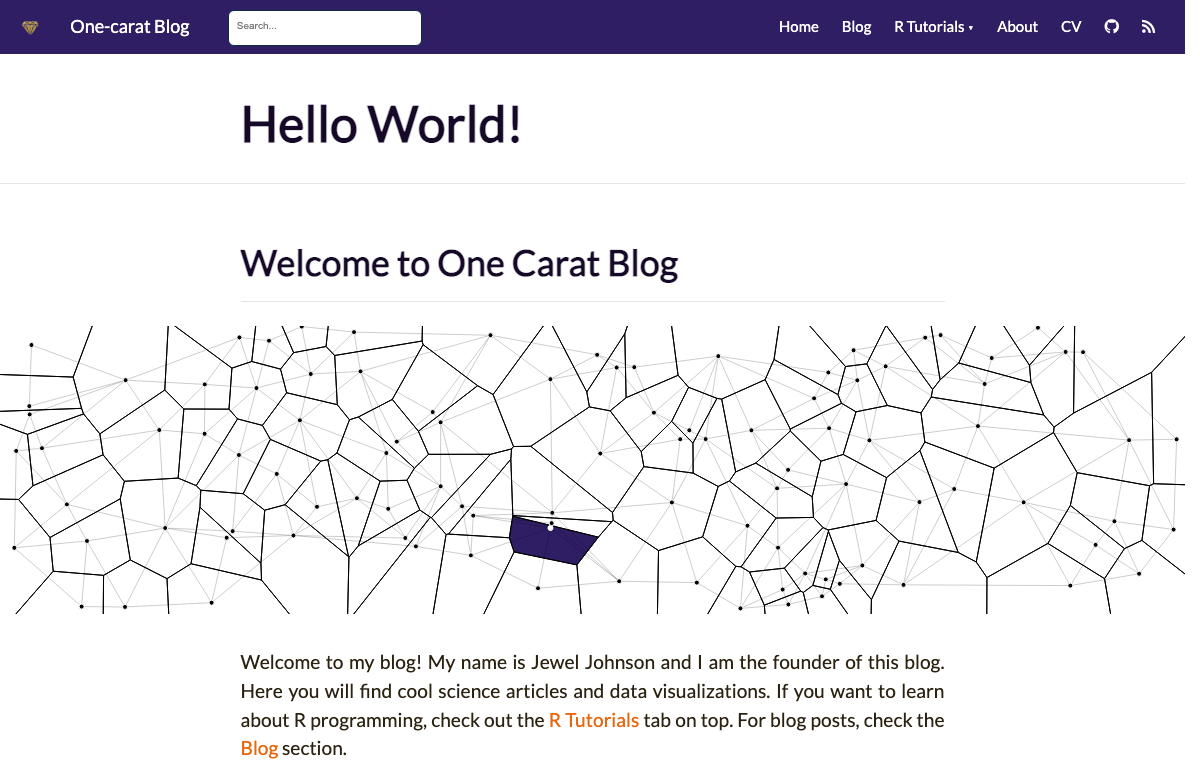 One-carat Blog
Search...
Home
Blog
R Tutorials ▾
About
CV
Hello World!
Welcome to One Carat Blog
Welcome to my blog! My name is Jewel Johnson and I am the founder of this blog.
Here you will find cool science articles and data visualizations. If you want to learn
about R programming, check out the R Tutorials tab on top. For blog posts, check the
Blog section.